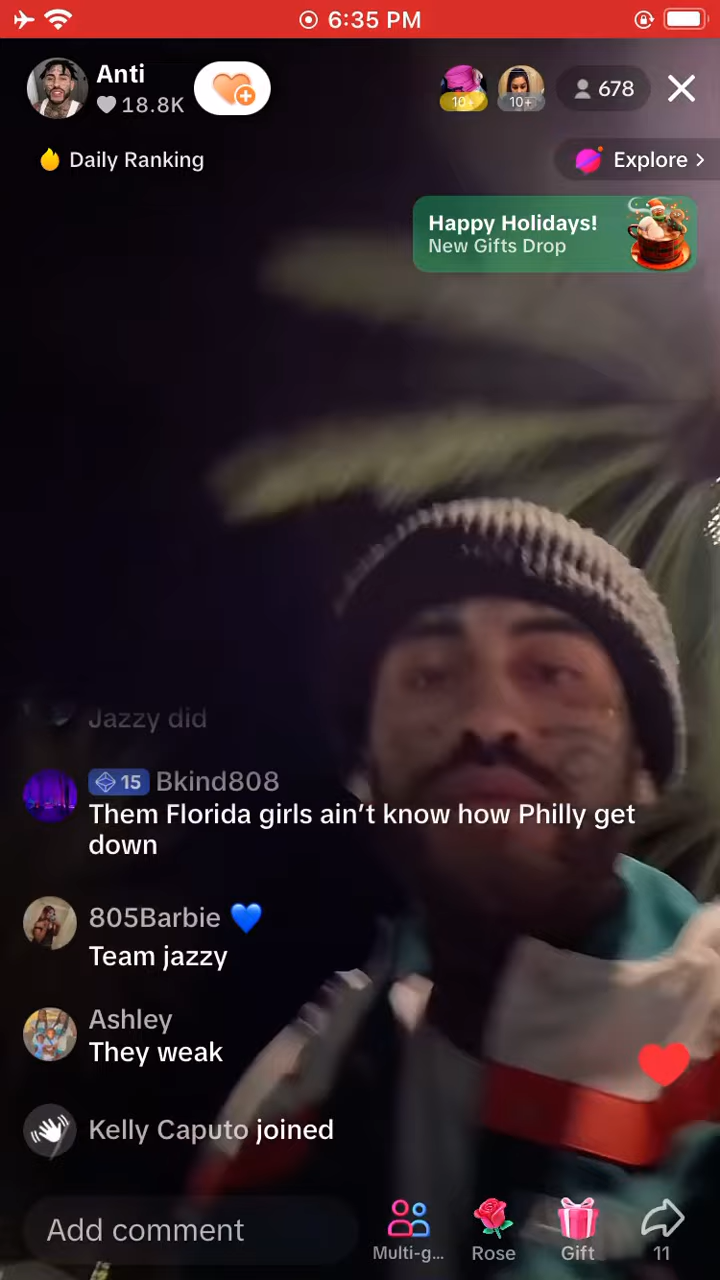 6:35 PM
Anti
18.8K
10+
10+
678
Daily Ranking
Explore
Happy Holidays!
New Gifts Drop
Jazzy did
15 Bkind808
Them Florida girls ain't know how Philly get
down
805Barbie 💙
Team jazzy
Ashley
They weak
Kelly Caputo joined
Add comment
Multi-g...
Rose
Gift
11